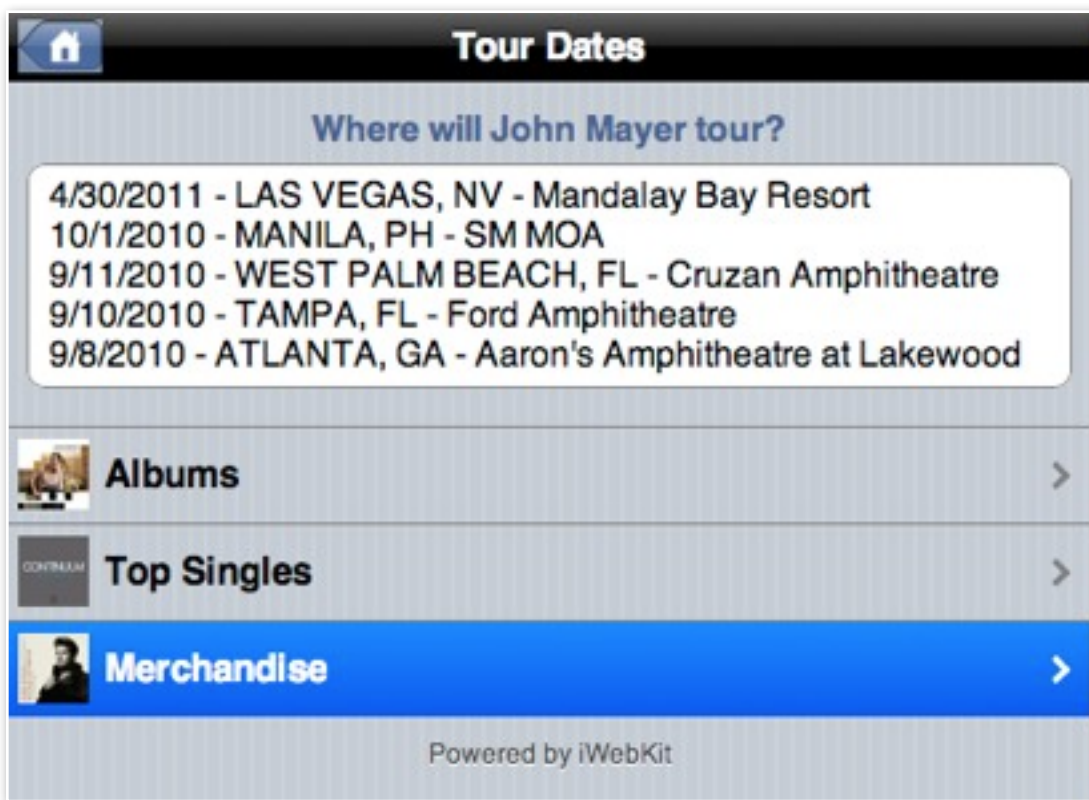 Tour Dates
Where will John Mayer tour?
4/30/2011 - LAS VEGAS, NV - Mandalay Bay Resort
10/1/2010 - MANILA, PH - SM MOA
9/11/2010 - WEST PALM BEACH, FL - Cruzan Amphitheatre
9/10/2010 - TAMPA, FL - Ford Amphitheatre
9/8/2010 - ATLANTA, GA - Aaron's Amphitheatre at Lakewood
Albums
CONTINUUM
Top Singles
Merchandise
Powered by iWebKit